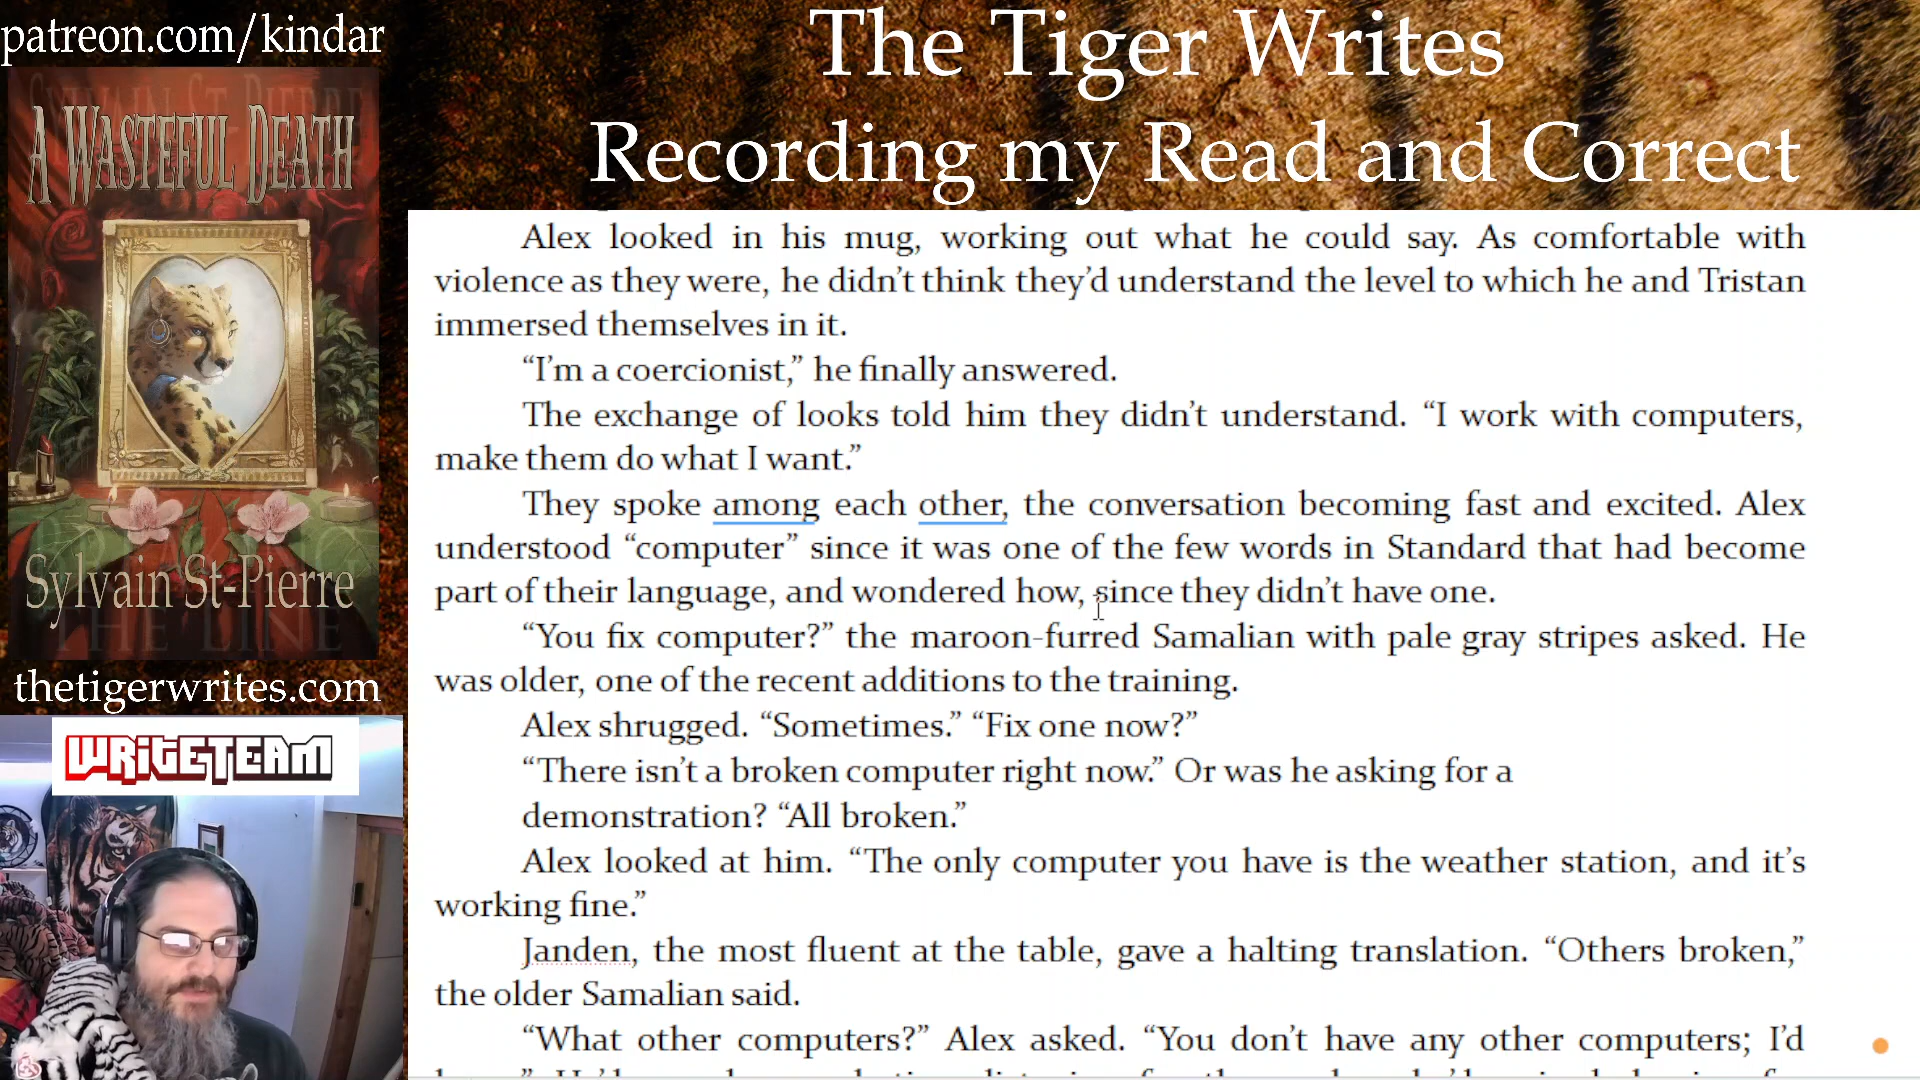 patreon.com/kindar
A WASTEFUL DEATH
Sylvain St-Pierre
THE LINE
thetigerwrites.com
WRITETEAM
The Tiger Writes
Recording my Read and Correct
Alex looked in his mug, working out what he could say. As comfortable with
violence as they were, he didn’t think they’d understand the level to which he and Tristan
immersed themselves in it.
“I’m a coercionist,” he finally answered.
The exchange of looks told him they didn’t understand. “I work with computers,
make them do what I want.”
They spoke among each other, the conversation becoming fast and excited. Alex
understood “computer” since it was one of the few words in Standard that had become
part of their language, and wondered how, since they didn’t have one.
“You fix computer?” the maroon-furred Samalian with pale gray stripes asked. He
was older, one of the recent additions to the training.
Alex shrugged. “Sometimes.” “Fix one now?”
“There isn’t a broken computer right now.” Or was he asking for a
demonstration? “All broken.”
Alex looked at him. “The only computer you have is the weather station, and it’s
working fine.”
Janden, the most fluent at the table, gave a halting translation. “Others broken,”
the older Samalian said.
“What other computers?” Alex asked. “You don’t have any other computers; I’d